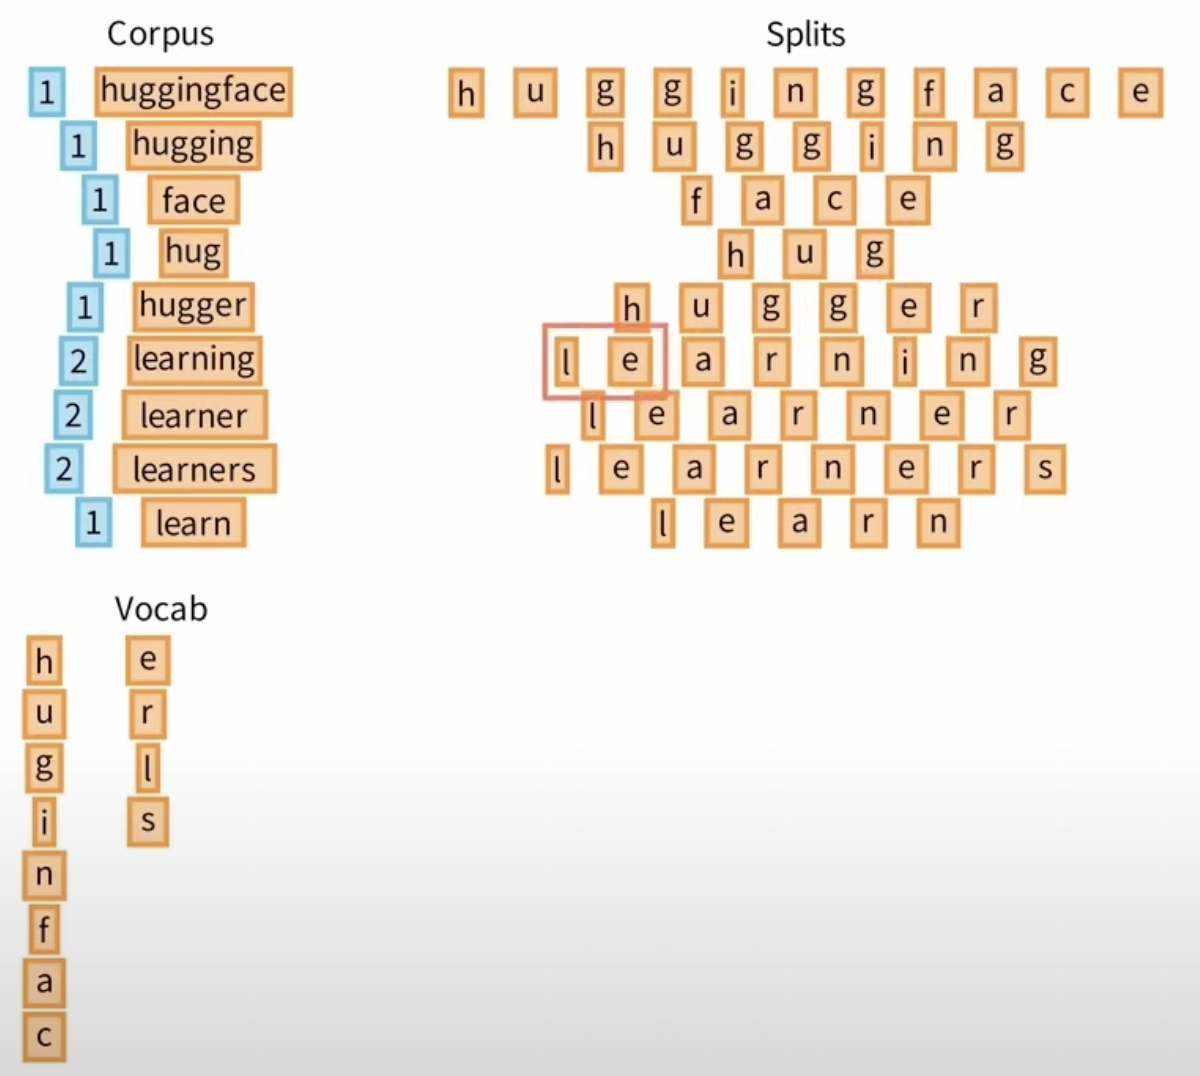 Corpus Splits
1 huggingface h u g g i n g f a c e
1 hugging h u g g i n g
1 face f a c e
1 hug h u g
1 hugger h u g g e r
2 learning l e a r n i n g
2 learner l e a r n e r
2 learners l e a r n e r s
1 learn l e a r n
Vocab
h e
u r
g l
i s
n
f
a
c